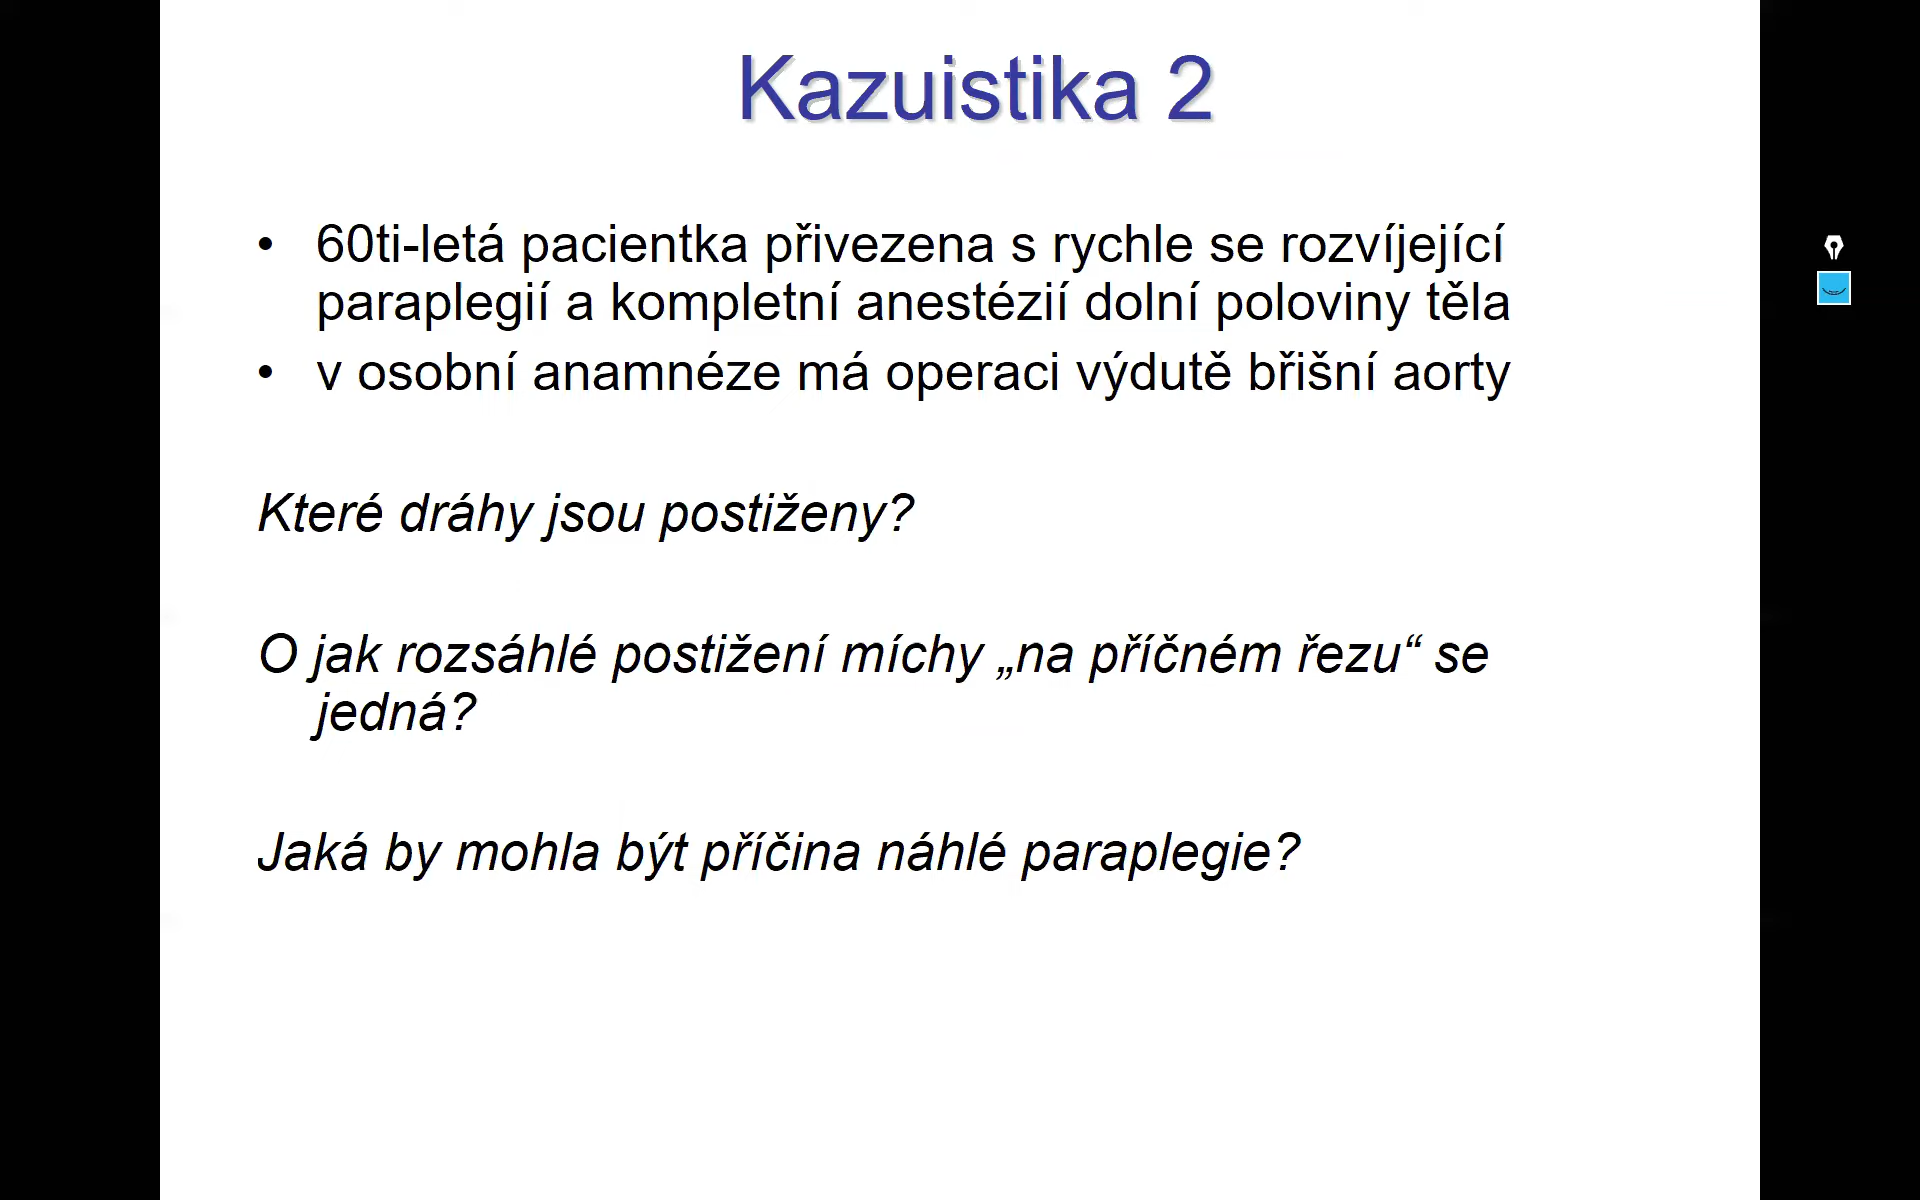 Kazuistika 2
• 60ti-letá pacientka přivezena s rychle se rozvíjející
paraplegií a kompletní anestézií dolní poloviny těla
• v osobní anamnéze má operaci výdutě břišní aorty
Které dráhy jsou postiženy?
O jak rozsáhlé postižení míchy „na příčném řezu“ se
jedná?
Jaká by mohla být příčina náhlé paraplegie?